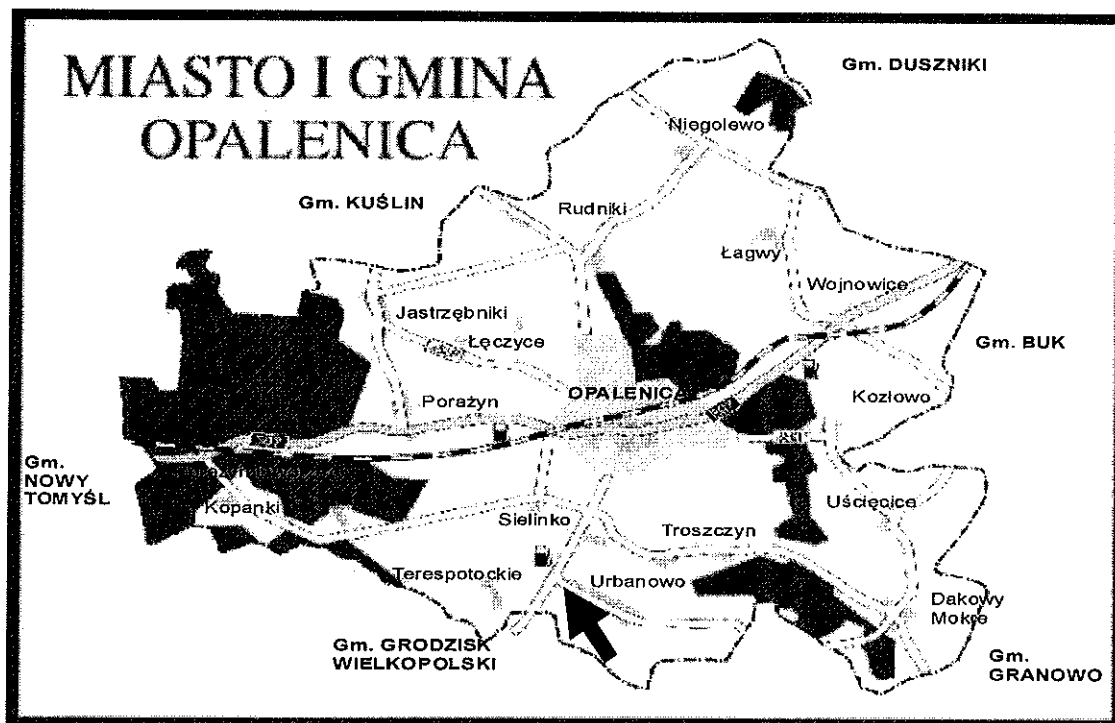 MIASTO I GMINA
OPALENICA
Gm. DUSZNIKI
Niegolewo
Gm. KUŚLIN
Rudniki
Łagwy
Wojnowice
Jastrzębniki
Łęczyce
Gm. BUK
OPALENICA
Porażyn
Kozłowo
Gm.
NOWY
TOMYŚL
Kopanki
Uścięcice
Sielinko
Troszczyn
Terespotockie
Urbanowo
Dakowy
Mokre
Gm. GRODZISK
WIELKOPOLSKI
Gm.
GRANOWO